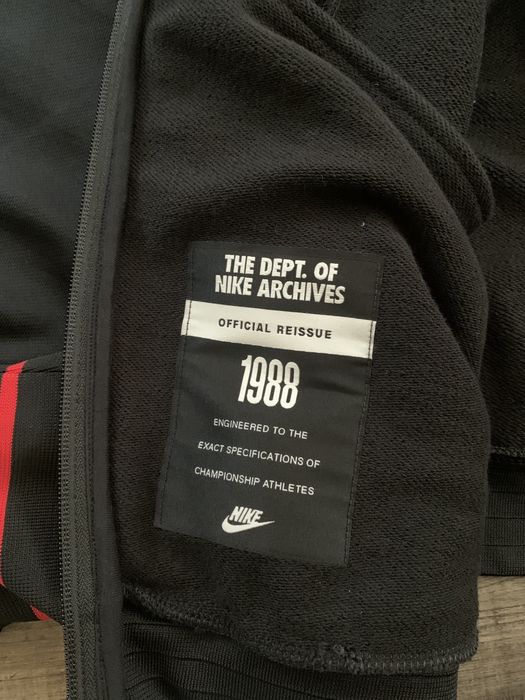 THE DEPT. OF
NIKE ARCHIVES
OFFICIAL REISSUE
1988
ENGINEERED TO THE
EXACT SPECIFICATIONS OF
CHAMPIONSHIP ATHLETES
NIKE